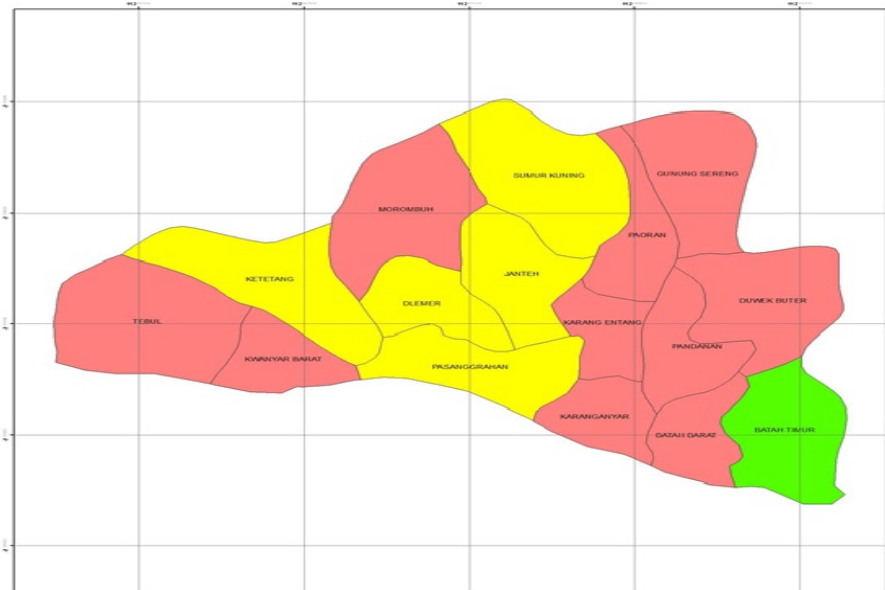 SUMUR KUNING
GUNUNG SERENG
MOROMBUH
PAORAN
KETETANG
JANTEH
DLEMER
DUWEK BUTER
TEBUL
KARANG ENTANG
PANDANAN
KWANYAR BARAT
PASANGGRAHAN
KARANGANYAR
BATAH TIMUR
BATAH BARAT